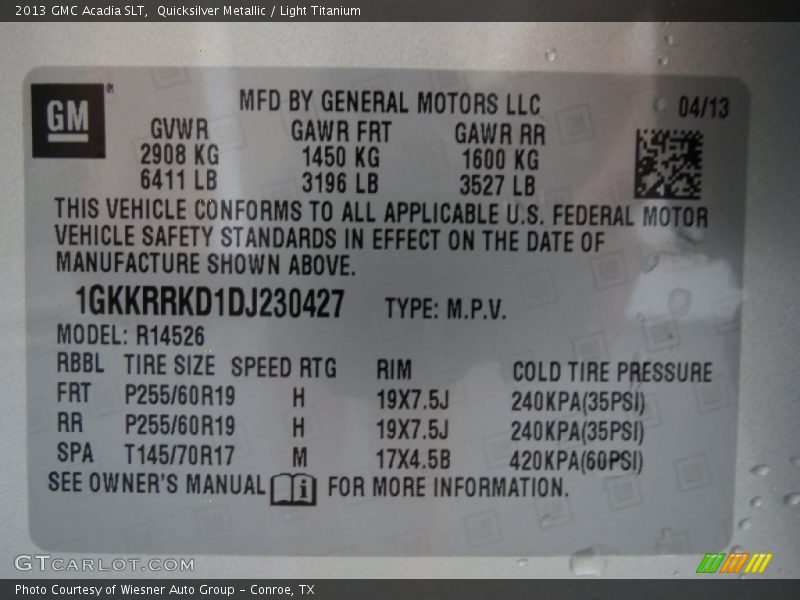 2013 GMC Acadia SLT, Quicksilver Metallic / Light Titanium
GM®
MFD BY GENERAL MOTORS LLC 04/13
GVWR GAWR FRT GAWR RR
2908 KG 1450 KG 1600 KG
6411 LB 3196 LB 3527 LB
THIS VEHICLE CONFORMS TO ALL APPLICABLE U.S. FEDERAL MOTOR
VEHICLE SAFETY STANDARDS IN EFFECT ON THE DATE OF
MANUFACTURE SHOWN ABOVE.
1GKKRRKD1DJ230427 TYPE: M.P.V.
MODEL: R14526
RBBL TIRE SIZE SPEED RTG RIM COLD TIRE PRESSURE
FRT P255/60R19 H 19X7.5J 240KPA(35PSI)
RR P255/60R19 H 19X7.5J 240KPA(35PSI)
SPA T145/70R17 M 17X4.5B 420KPA(60PSI)
SEE OWNER'S MANUAL i FOR MORE INFORMATION.
GTCarLot.com
Photo Courtesy of Wiesner Auto Group - Conroe, TX